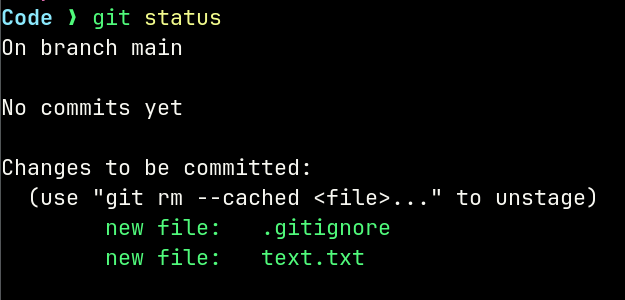 Code ❯ git status
On branch main
No commits yet
Changes to be committed:
(use "git rm --cached <file>..." to unstage)
new file: .gitignore
new file: text.txt